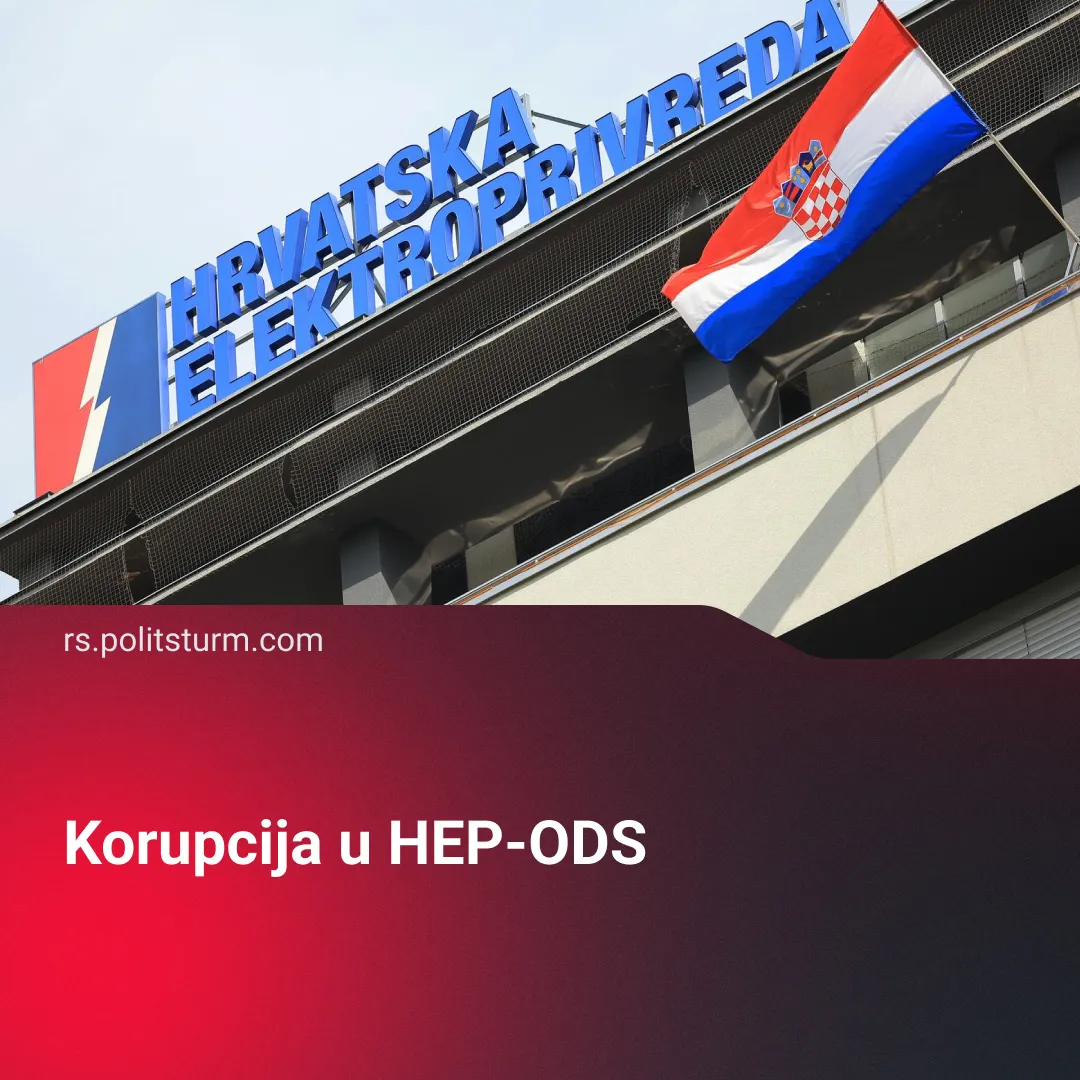 HRVATSKA
ELEKTROPRIVREDA
rs.politsturm.com
Korupcija u HEP-ODS